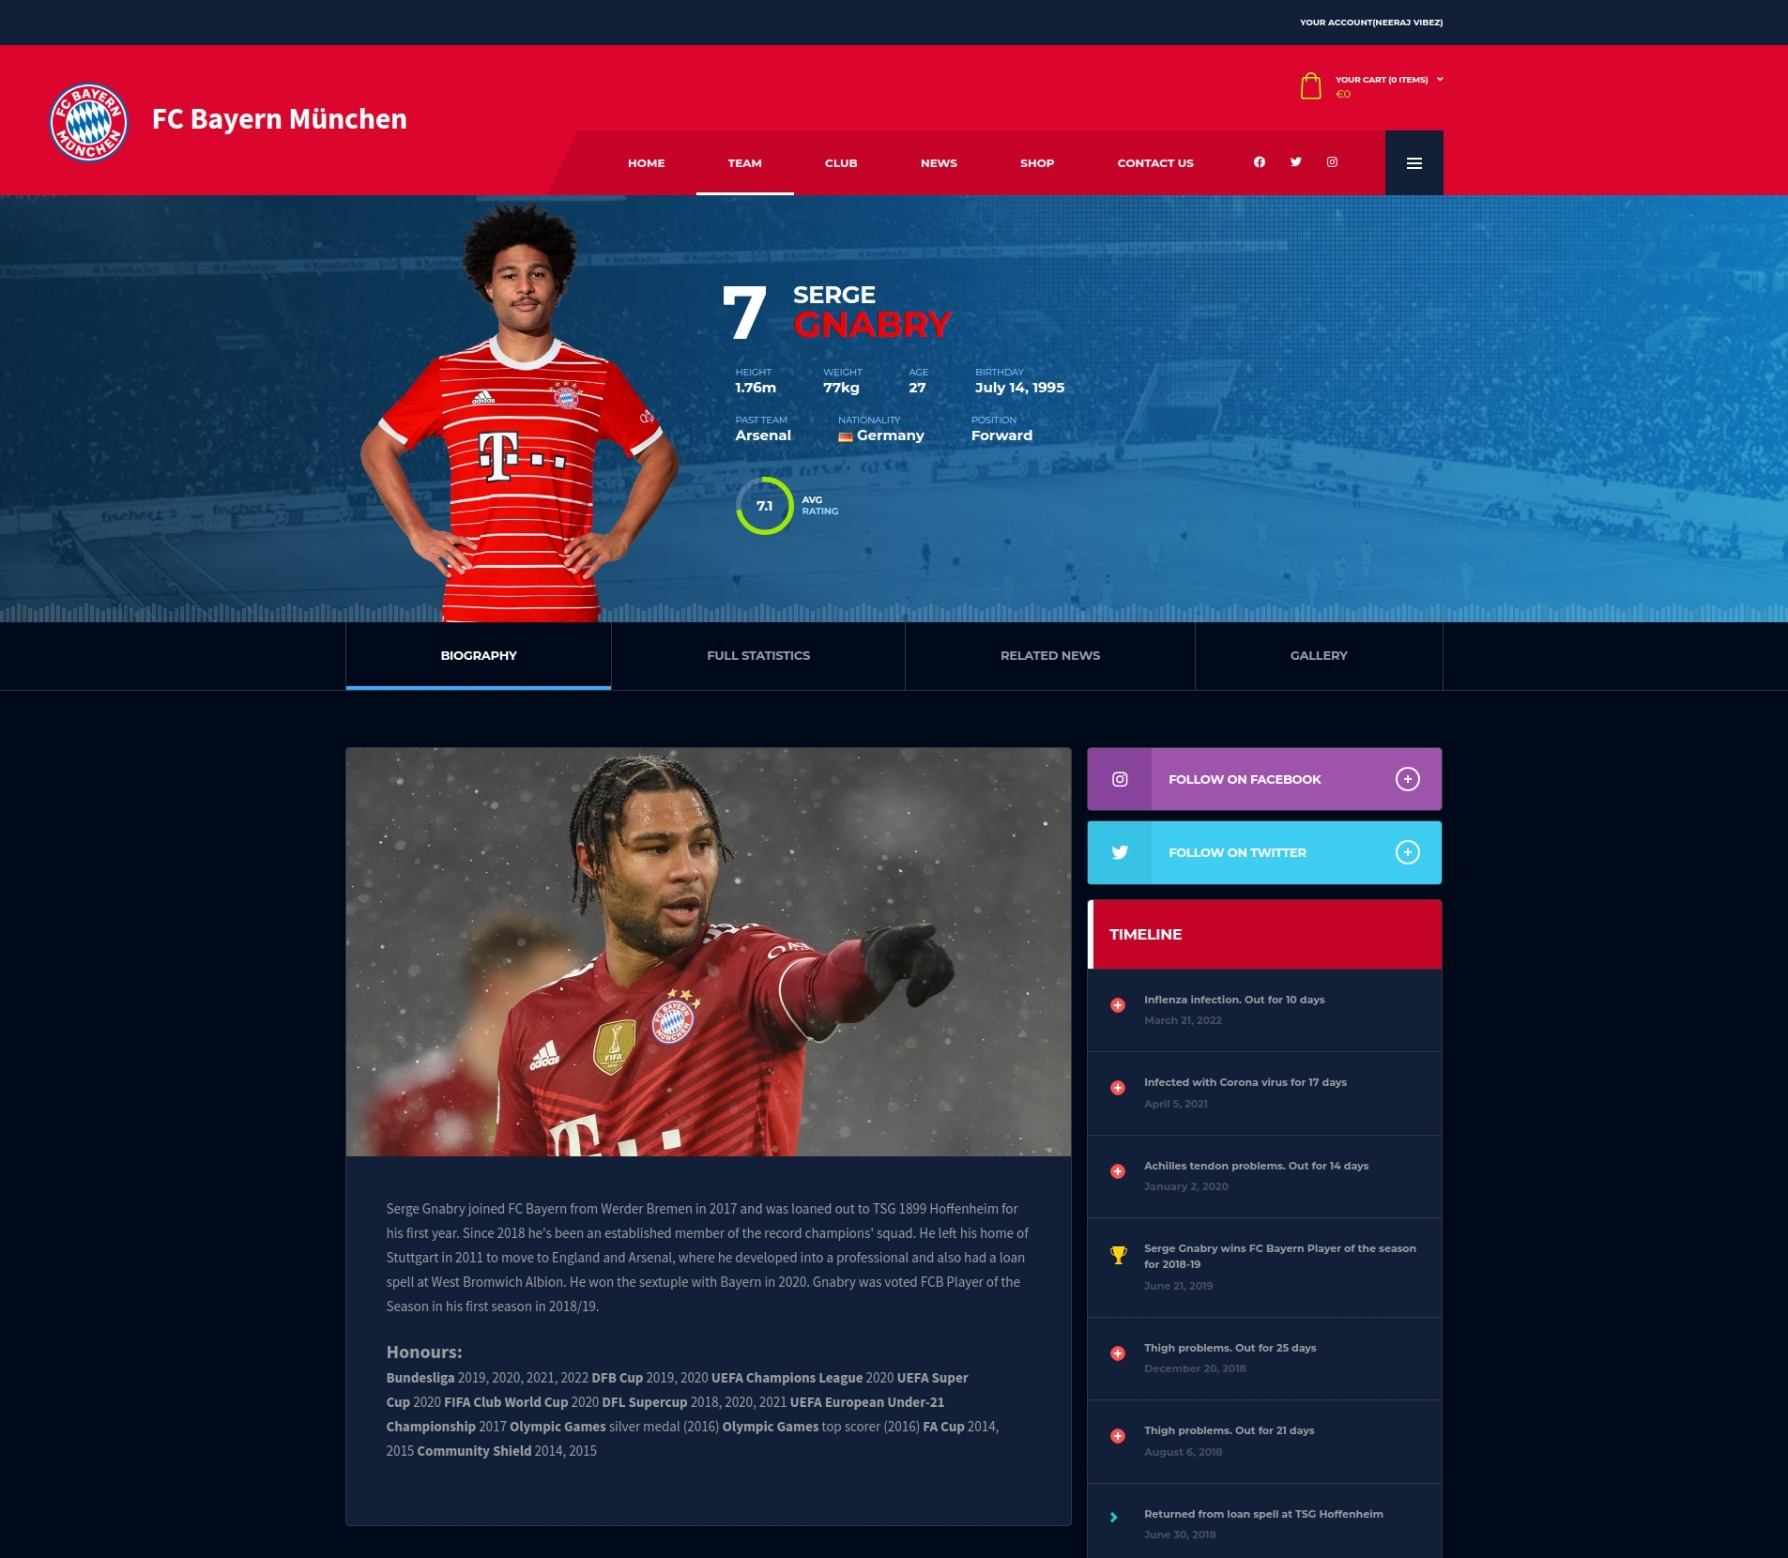 YOUR ACCOUNT(NEERAJ VIBEZ)
FC BAYERN
MÜNCHEN
FC Bayern München
YOUR CART (0 ITEMS)
€0
HOME
TEAM
CLUB
NEWS
SHOP
CONTACT US
7
SERGE
GNABRY
HEIGHT
WEIGHT
AGE
BIRTHDAY
1.76m
77kg
27
July 14, 1995
PAST TEAM
NATIONALITY
POSITION
Arsenal
Germany
Forward
7.1
AVG
RATING
adidas
T
fischer
fischer
Krombacher
Krombacher
BIOGRAPHY
FULL STATISTICS
RELATED NEWS
GALLERY
FC BAYERN
MÜNCHEN
FIFA
adidas
T
FOLLOW ON FACEBOOK
FOLLOW ON TWITTER
TIMELINE
Inflenza infection. Out for 10 days
March 21, 2022
Infected with Corona virus for 17 days
April 5, 2021
Achilles tendon problems. Out for 14 days
January 2, 2020
Serge Gnabry wins FC Bayern Player of the season
for 2018-19
June 21, 2019
Thigh problems. Out for 25 days
December 20, 2018
Thigh problems. Out for 21 days
August 6, 2018
Returned from loan spell at TSG Hoffenheim
June 30, 2018
Serge Gnabry joined FC Bayern from Werder Bremen in 2017 and was loaned out to TSG 1899 Hoffenheim for
his first year. Since 2018 he's been an established member of the record champions' squad. He left his home of
Stuttgart in 2011 to move to England and Arsenal, where he developed into a professional and also had a loan
spell at West Bromwich Albion. He won the sextuple with Bayern in 2020. Gnabry was voted FCB Player of the
Season in his first season in 2018/19.
Honours:
Bundesliga 2019, 2020, 2021, 2022 DFB Cup 2019, 2020 UEFA Champions League 2020 UEFA Super
Cup 2020 FIFA Club World Cup 2020 DFL Supercup 2018, 2020, 2021 UEFA European Under-21
Championship 2017 Olympic Games silver medal (2016) Olympic Games top scorer (2016) FA Cup 2014,
2015 Community Shield 2014, 2015